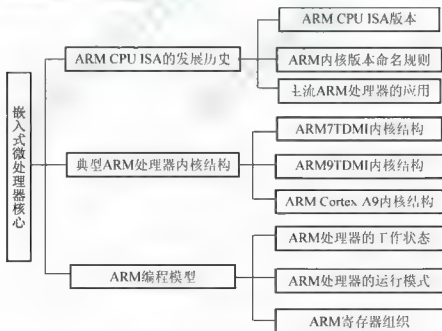 嵌入式微处理器核心
ARM CPU ISA的发展历史
ARM CPU ISA版本
ARM内核版本命名规则
主流ARM处理器的应用
典型ARM处理器内核结构
ARM7TDMI内核结构
ARM9TDMI内核结构
ARM Cortex A9内核结构
ARM编程模型
ARM处理器的工作状态
ARM处理器的运行模式
ARM寄存器组织